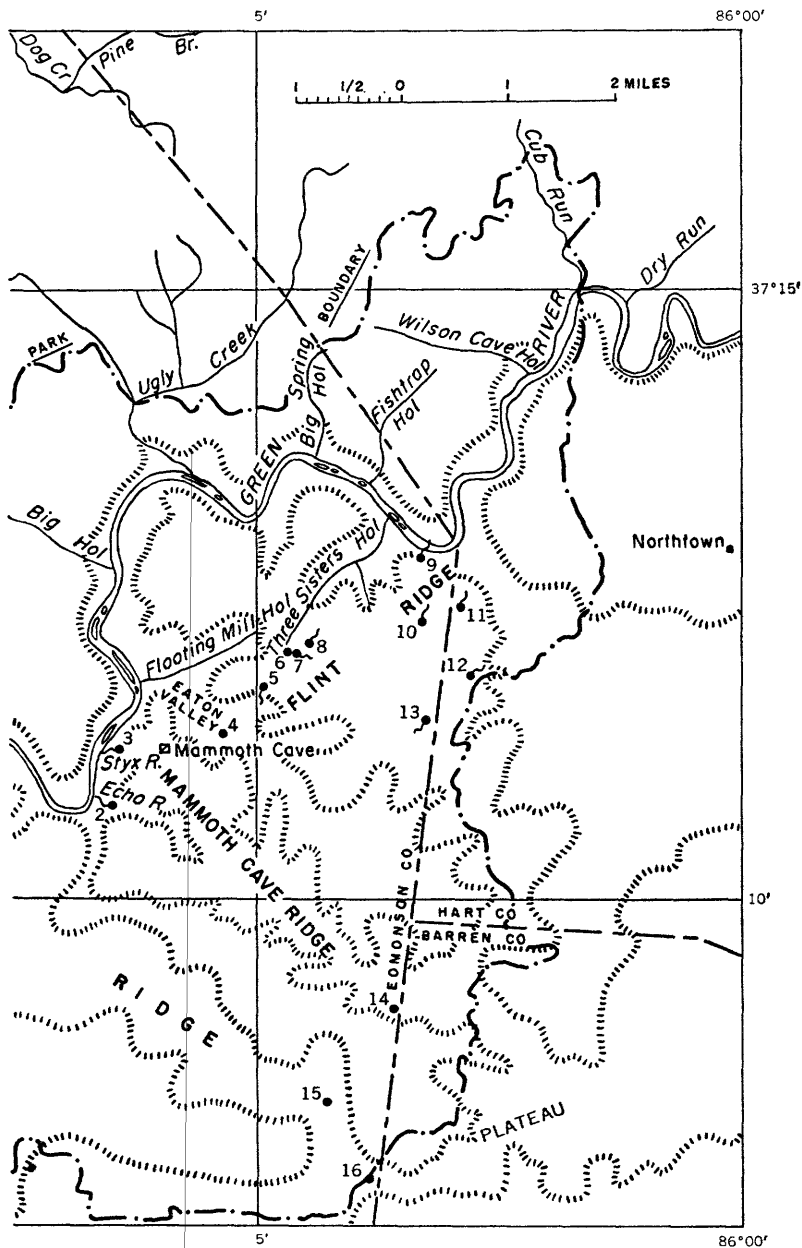 5' 86°00'
Dog Cr Pine Br.
1 1/2 0 1 2 MILES
Cub Run
Dry Run
37°15'
PARK BOUNDARY
RIVER
Wilson Cave Hol
Ugly Creek
Big Spring Hol
Fishtrap Hol
GREEN
Big Hol
Northtown
9
RIDGE
11
10
Three Sisters Hol
Floating Mill Hol
6 7 8
12
5
FLINT
EATON VALLEY
4
13
3
Mammoth Cave
Styx R.
Echo R.
2
MAMMOTH CAVE RIDGE
10'
EDMONSON CO
HART CO
BARREN CO
RIDGE
14
15
PLATEAU
16
5' 86°00'